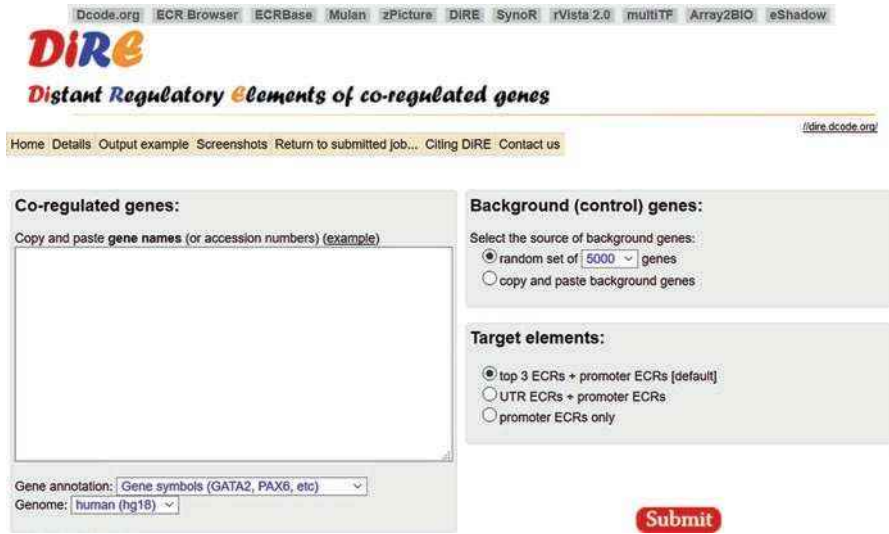 Dcode.org ECR Browser ECRBase Mulan zPicture DiRE SynoR rVista 2.0 multiTF Array2BIO eShadow
DiRE
Distant Regulatory Elements of co-regulated genes
//dire.dcode.org/
Home Details Output example Screenshots Return to submitted job... Citing DiRE Contact us
Co-regulated genes:
Copy and paste gene names (or accession numbers) (example)
Gene annotation: Gene symbols (GATA2, PAX6, etc)
Genome: human (hg18)
Background (control) genes:
Select the source of background genes:
random set of 5000 genes
copy and paste background genes
Target elements:
top 3 ECRs + promoter ECRs [default]
UTR ECRs + promoter ECRs
promoter ECRs only
Submit